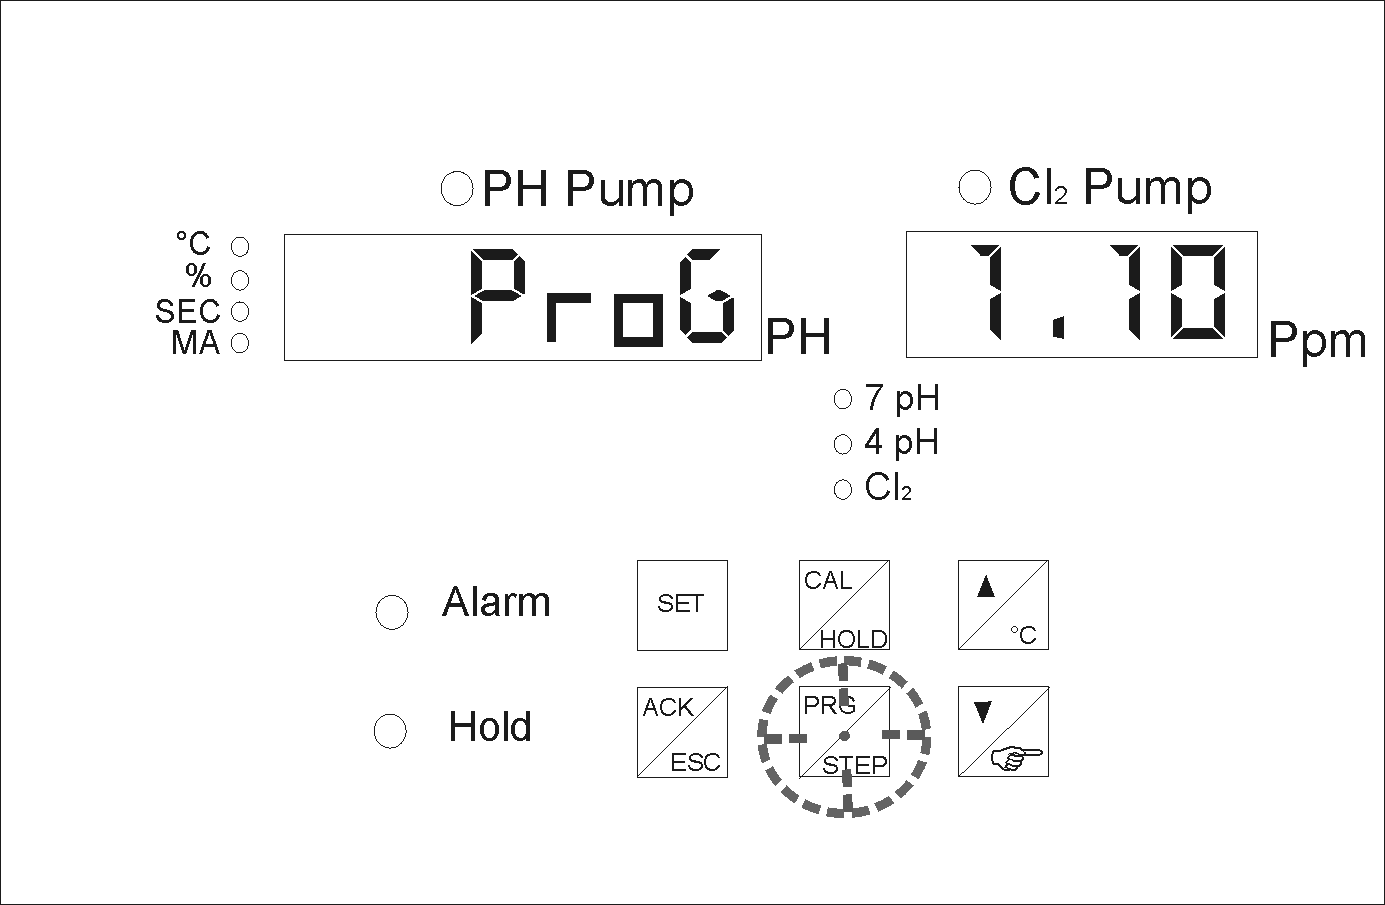 PH Pump
Cl₂ Pump
°C
%
SEC
MA
ProG
PH
1.10
Ppm
7 pH
4 pH
Cl₂
Alarm
SET
CAL
HOLD
▲
°C
Hold
ACK
ESC
PRG
STEP
▼